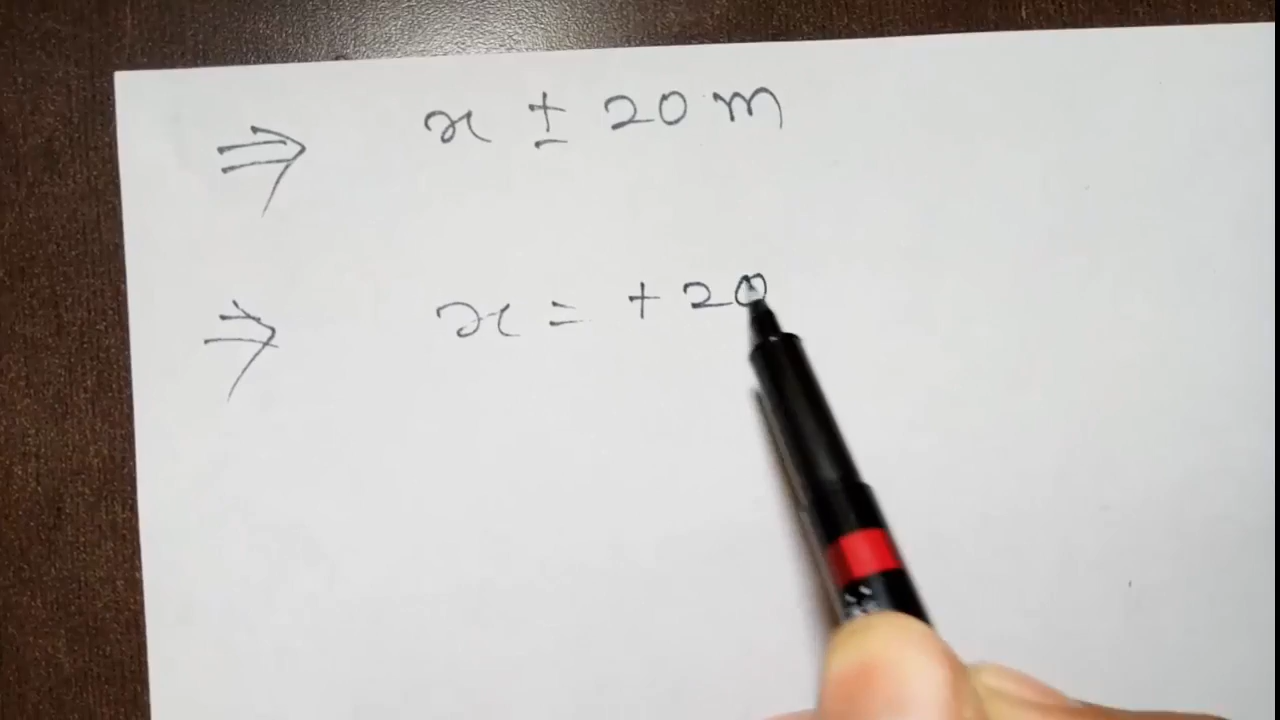 ⇒ x ± 20 m
⇒ x = + 20